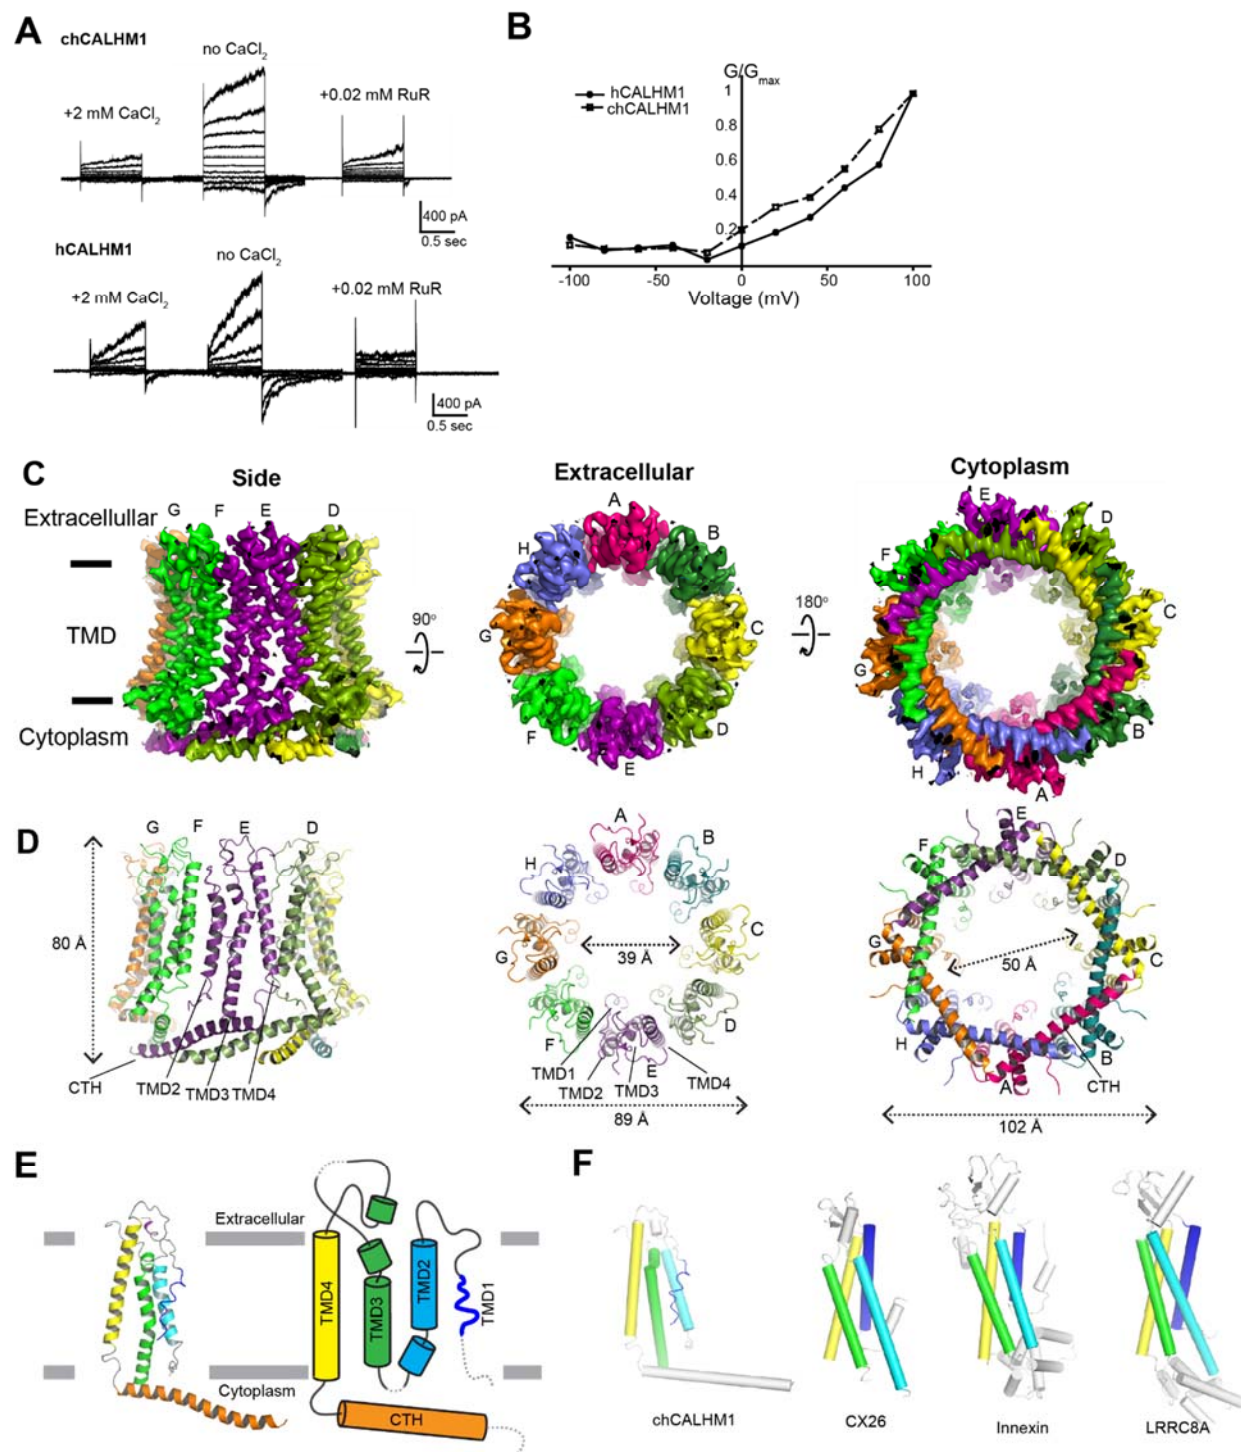 A
chCALHM1
no CaCl₂
+2 mM CaCl₂
+0.02 mM RuR
400 pA
0.5 sec
hCALHM1
no CaCl₂
+2 mM CaCl₂
+0.02 mM RuR
400 pA
0.5 sec
B
G/Gmax
hCALHM1
chCALHM1
1
0.8
0.6
0.4
0.2
-100 -50 0 50 100
Voltage (mV)
C
Side
Extracellular
Cytoplasm
G F E D
Extracellullar
TMD
Cytoplasm
90°
A
B
C
D
E
F
G
H
180°
E
D
C
B
A
H
G
F
D
G F E D
80 Å
CTH
TMD2
TMD3
TMD4
A
B
C
D
E
F
G
H
39 Å
TMD1
TMD2
TMD3
TMD4
89 Å
E
D
C
B
A
H
G
F
50 Å
CTH
102 Å
E
Extracellular
TMD4
TMD3
TMD2
TMD1
Cytoplasm
CTH
F
chCALHM1
CX26
Innexin
LRRC8A